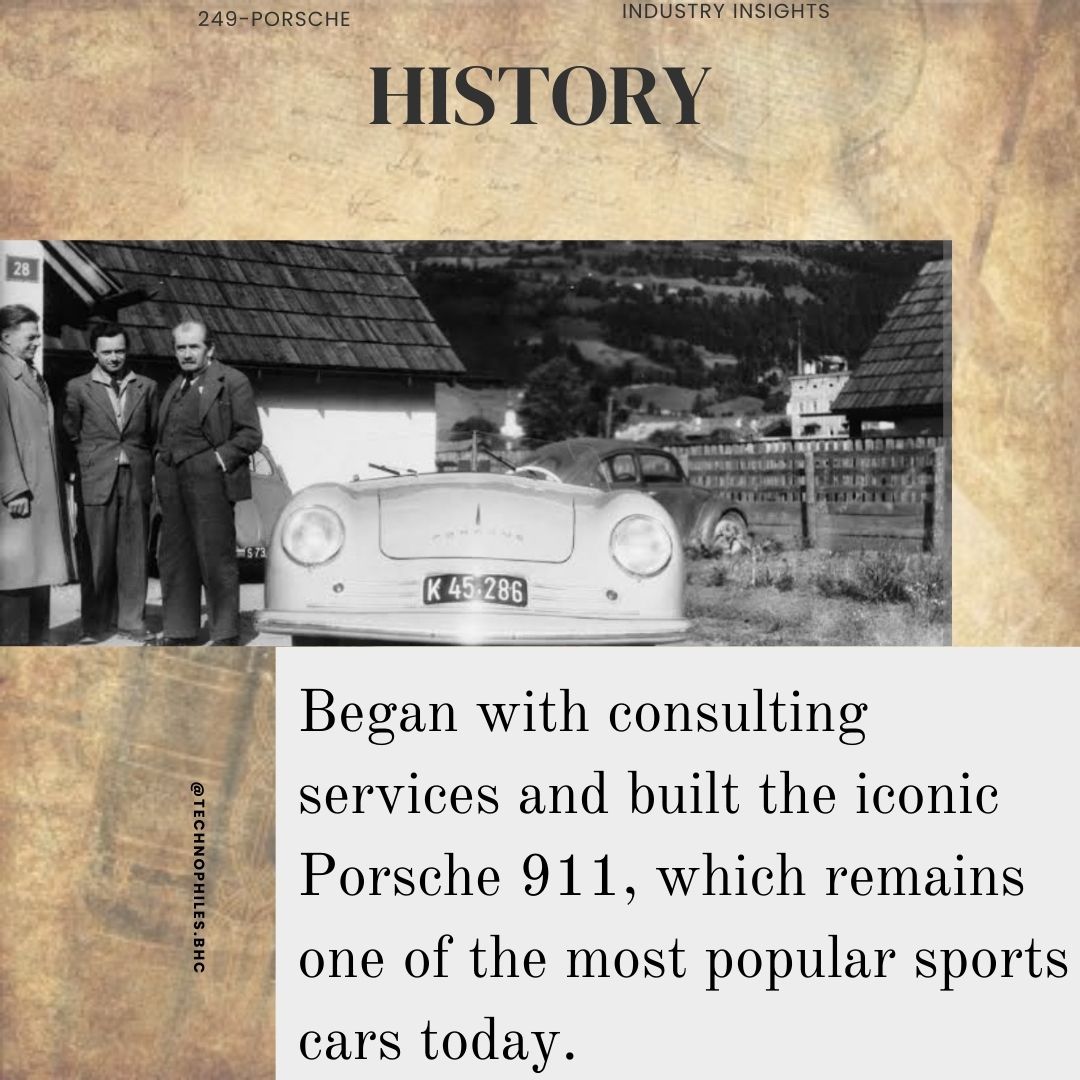 249-PORSCHE
INDUSTRY INSIGHTS
HISTORY
28
S·73
K 45·286
Began with consulting
services and built the iconic
Porsche 911, which remains
one of the most popular sports
cars today.
@TECHNOPHILES.BHC